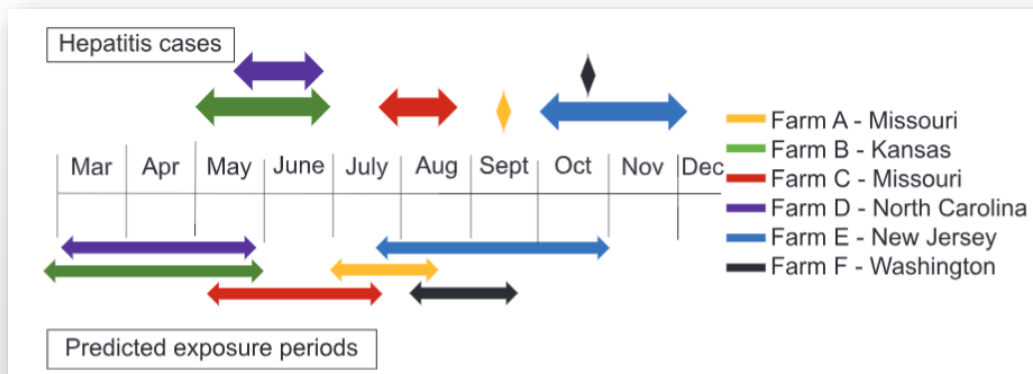 Hepatitis cases
Mar Apr May June July Aug Sept Oct Nov Dec
Farm A - Missouri
Farm B - Kansas
Farm C - Missouri
Farm D - North Carolina
Farm E - New Jersey
Farm F - Washington
Predicted exposure periods